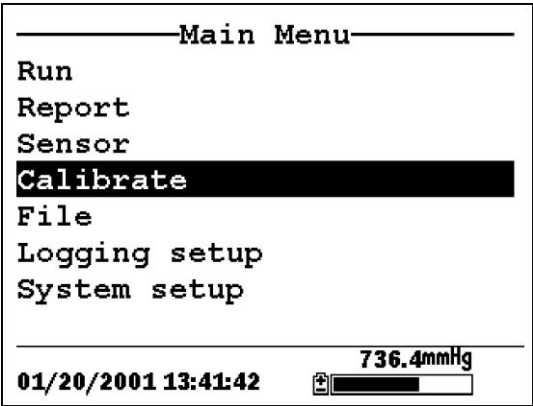 Main Menu
Run
Report
Sensor
Calibrate
File
Logging setup
System setup
736.4mmHg
01/20/2001 13:41:42